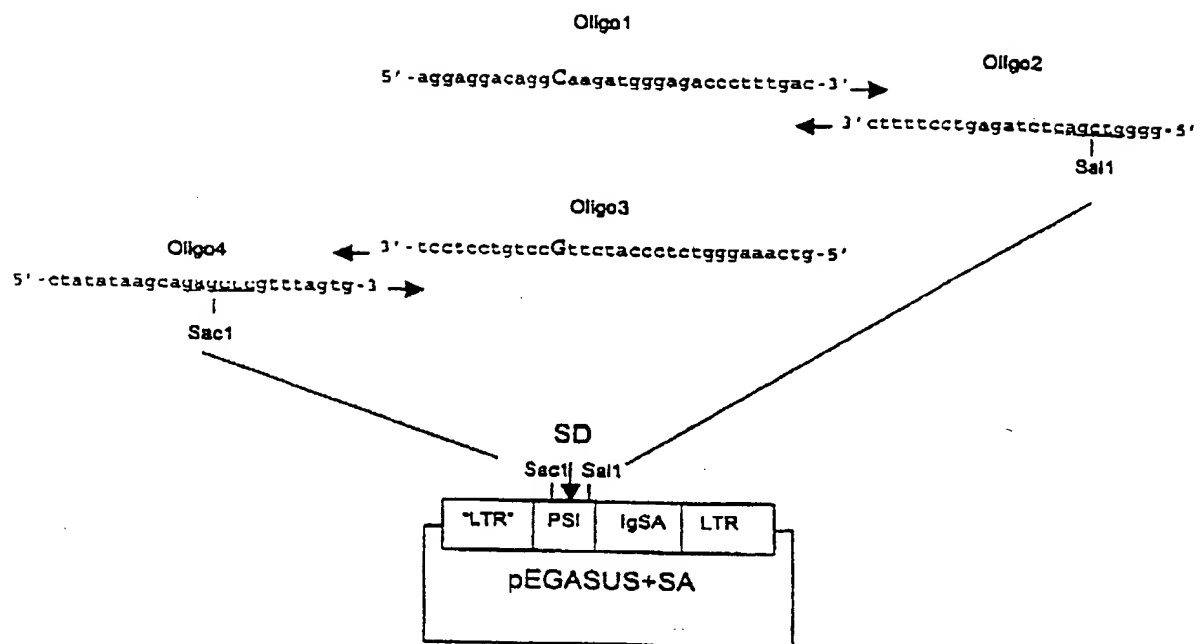 Oligo1
5'-aggaggacaggCaagatgggagaccctttgac-3'
Oligo2
3'cttttcctgagatctcagctgggg-5'
Sal1
Oligo3
3'-tcctcctgtccGttctaccctctgggaaactg-5'
Oligo4
5'-ctatataagcagagctcgtttagtg-3
Sac1
SD
Sac1 Sal1
"LTR" PSI IgSA LTR
pEGASUS+SA